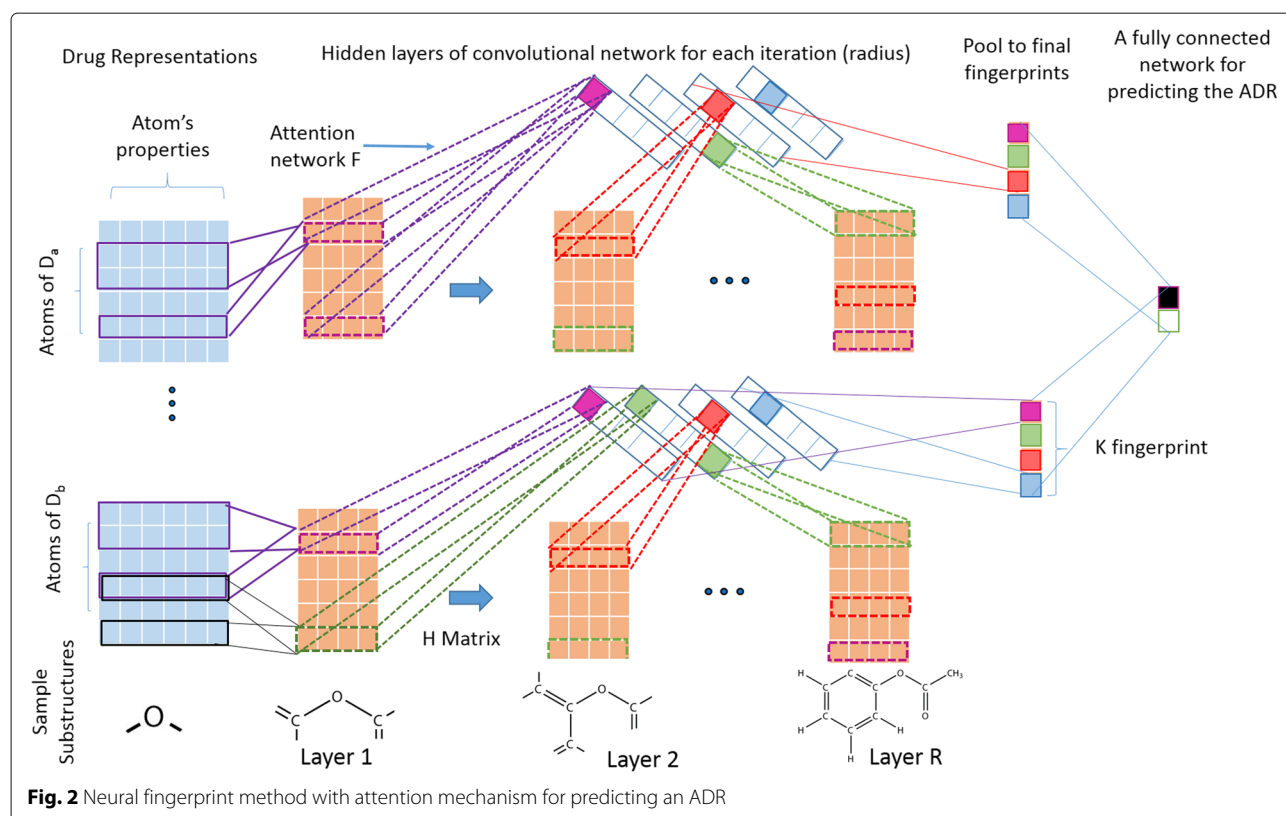 Drug Representations
Hidden layers of convolutional network for each iteration (radius)
Pool to final
fingerprints
A fully connected
network for
predicting the ADR
Atom's
properties
Attention
network F
Atoms of Da
Atoms of Db
K fingerprint
H Matrix
Sample
Substructures
O
C O C
C C O C C
H H C C C C C C H H H O C CH3 O
Layer 1
Layer 2
Layer R
Fig. 2 Neural fingerprint method with attention mechanism for predicting an ADR